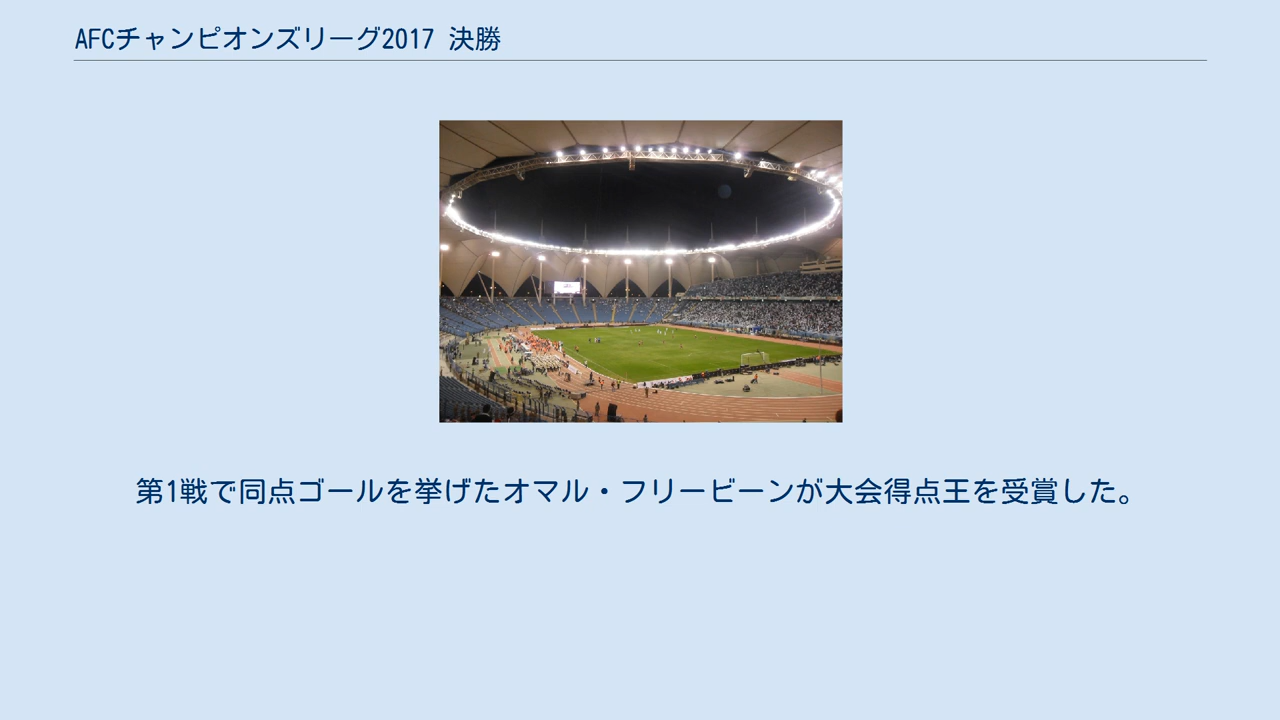 AFCチャンピオンズリーグ2017 決勝
第1戦で同点ゴールを挙げたオマル・フリービーンが大会得点王を受賞した。